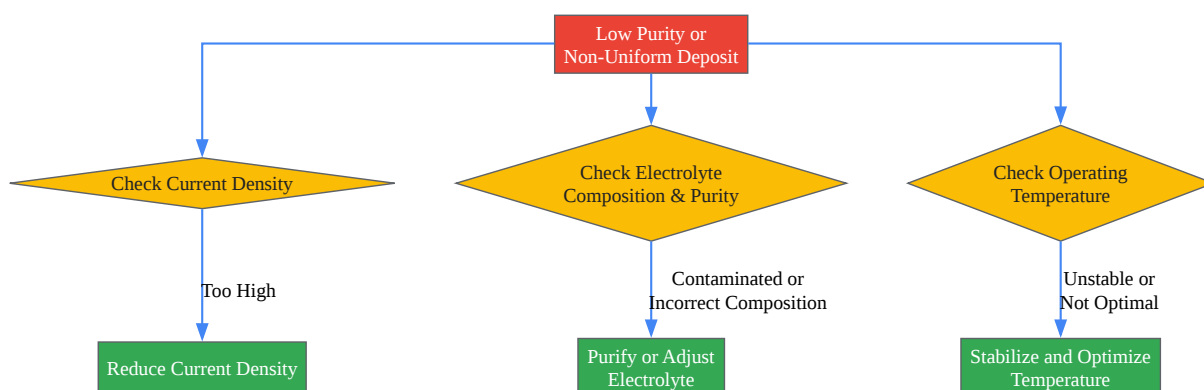 Low Purity or
Non-Uniform Deposit
Check Current Density
Check Electrolyte
Composition & Purity
Check Operating
Temperature
Too High
Contaminated or
Incorrect Composition
Unstable or
Not Optimal
Reduce Current Density
Purify or Adjust
Electrolyte
Stabilize and Optimize
Temperature